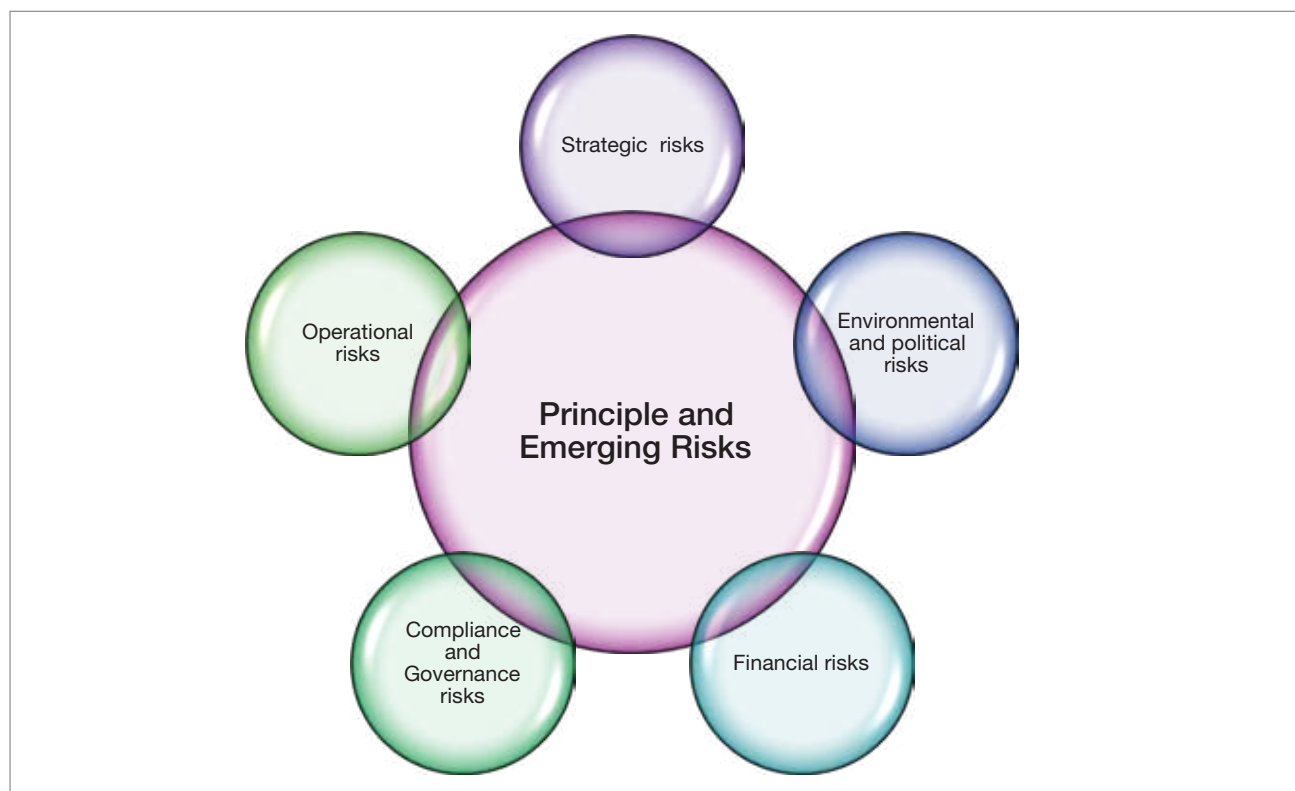 Strategic risks
Operational
risks
Environmental
and political
risks
Principle and
Emerging Risks
Compliance
and
Governance
risks
Financial risks